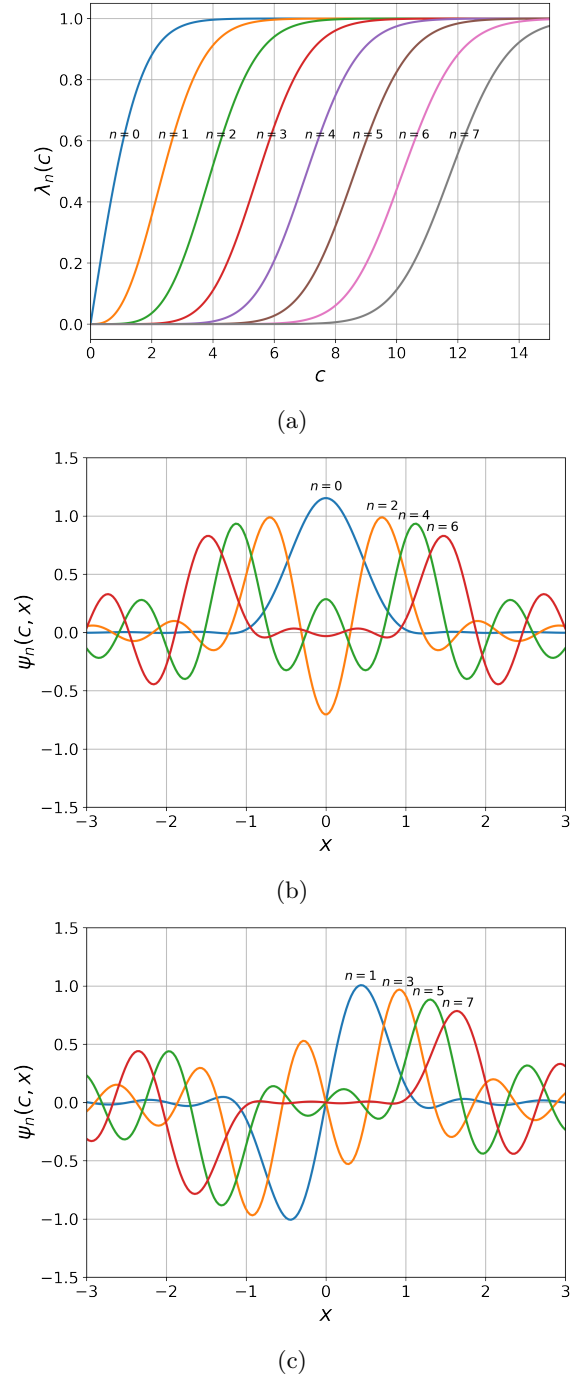 1.0
0.8
0.6
0.4
0.2
0.0
λₙ(c)
n = 0
n = 1
n = 2
n = 3
n = 4
n = 5
n = 6
n = 7
0 2 4 6 8 10 12 14
c
(a)
1.5
1.0
0.5
0.0
−0.5
−1.0
−1.5
ψₙ(c, x)
n = 0
n = 2
n = 4
n = 6
−3 −2 −1 0 1 2 3
x
(b)
1.5
1.0
0.5
0.0
−0.5
−1.0
−1.5
ψₙ(c, x)
n = 1
n = 3
n = 5
n = 7
−3 −2 −1 0 1 2 3
x
(c)